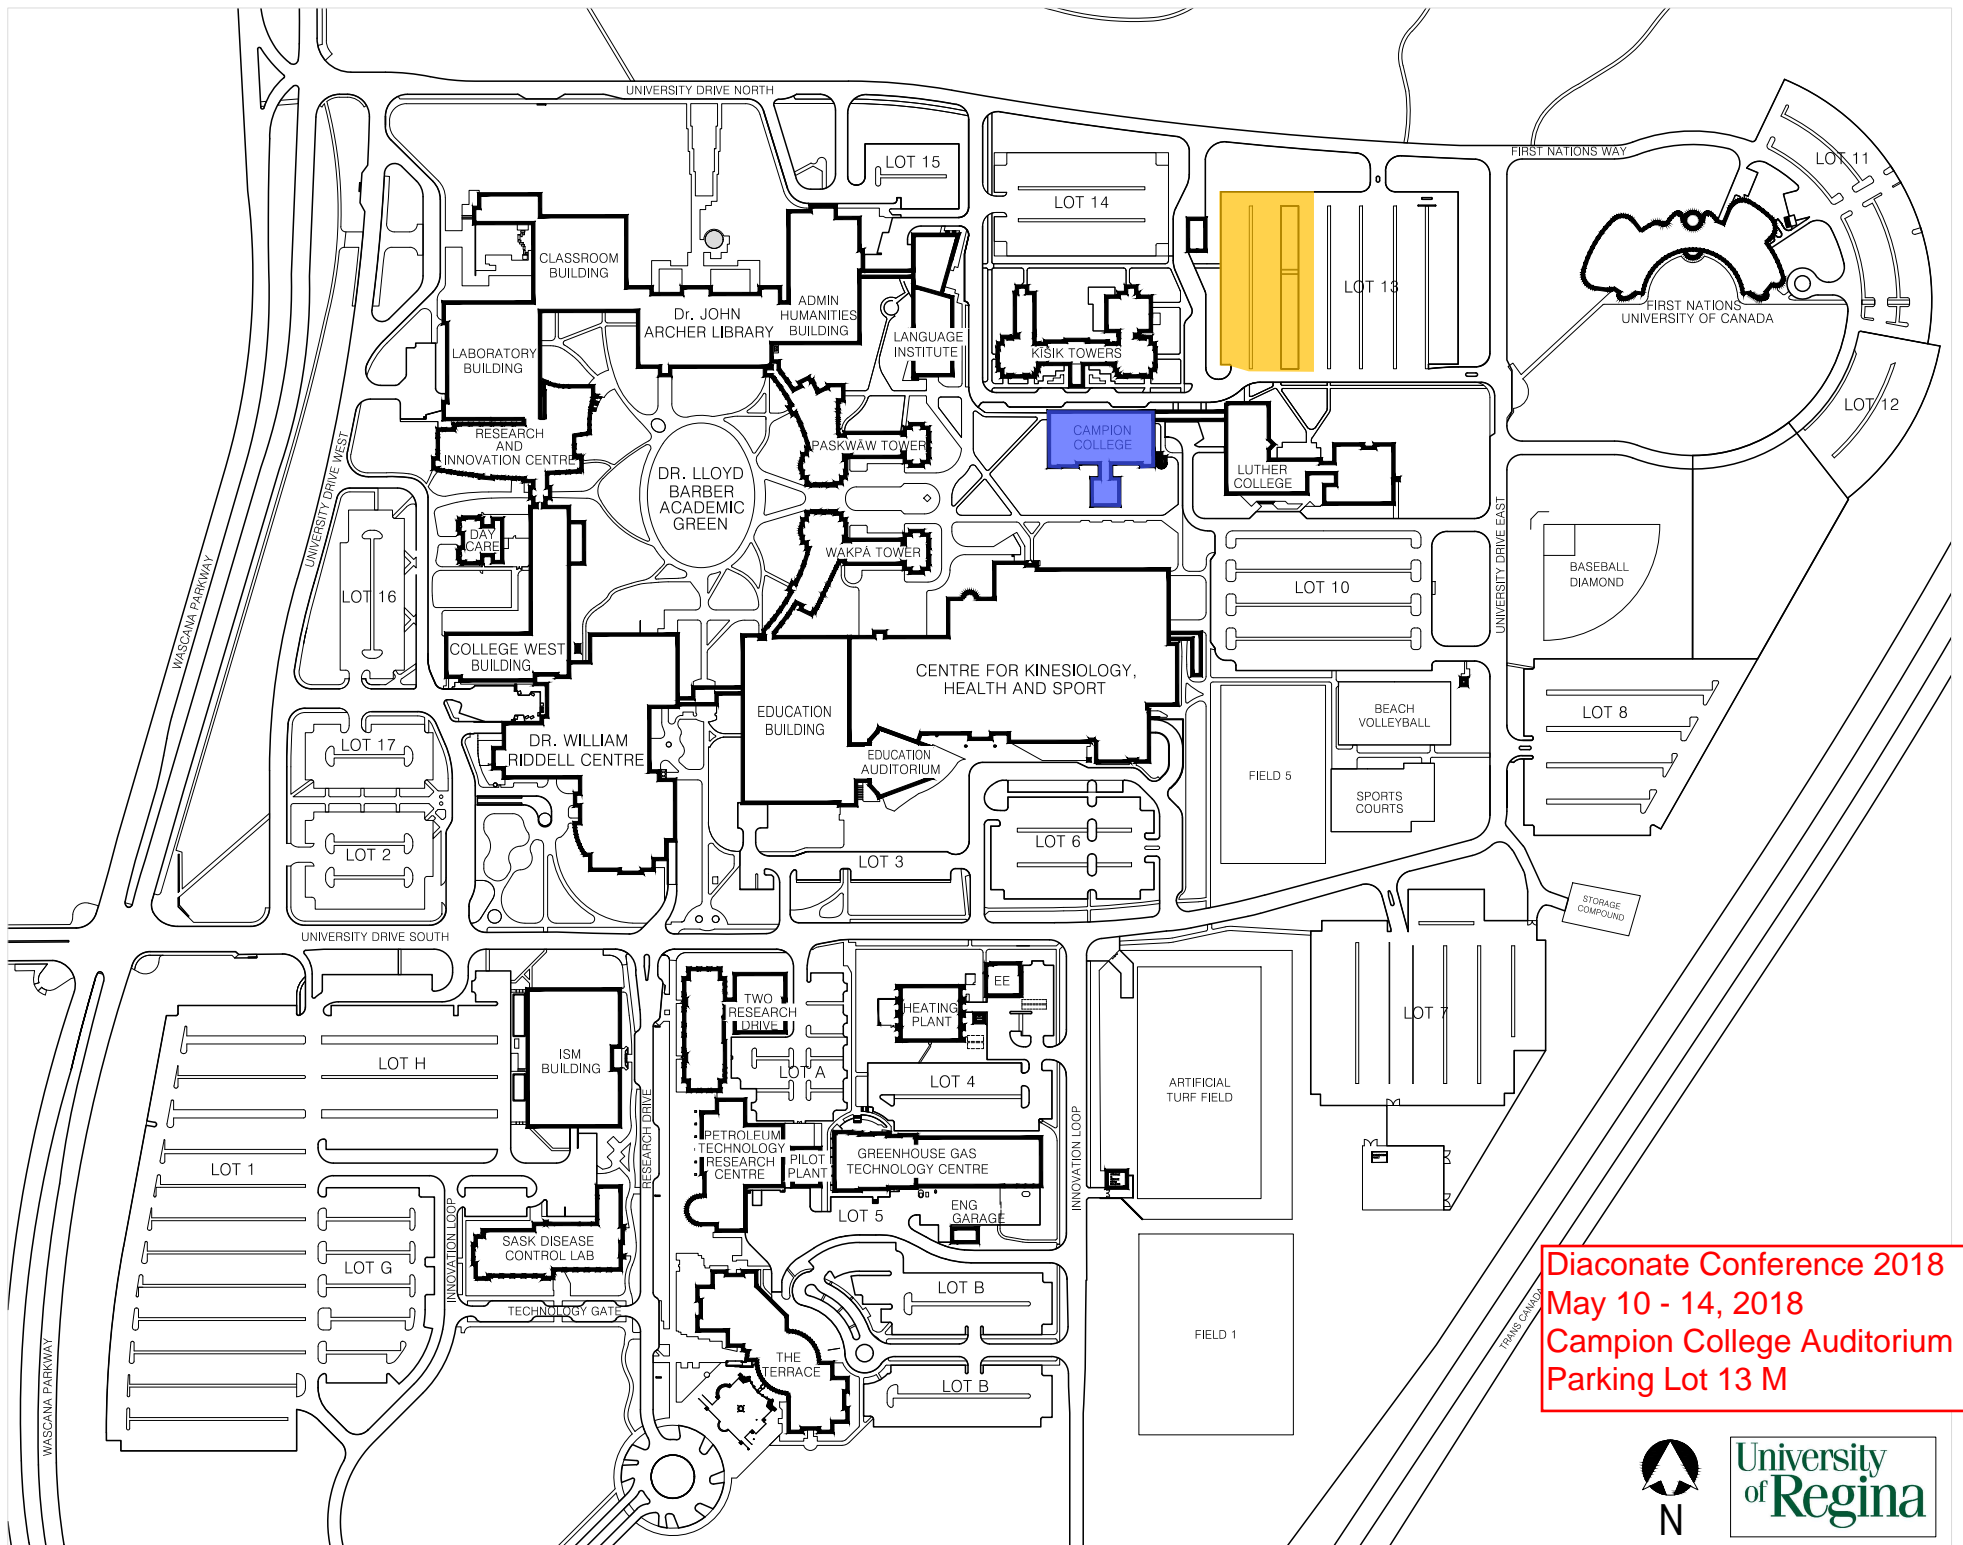 UNIVERSITY DRIVE NORTH
FIRST NATIONS WAY
LOT 11
LOT 15
LOT 14
CLASSROOM
BUILDING
LOT 13
ADMIN
HUMANITIES
BUILDING
Dr. JOHN
ARCHER LIBRARY
FIRST NATIONS
UNIVERSITY OF CANADA
LANGUAGE
INSTITUTE
KĪSIK TOWERS
LABORATORY
BUILDING
LOT 12
RESEARCH
AND
INNOVATION CENTRE
PASKWĀW TOWER
CAMPION
COLLEGE
LUTHER
COLLEGE
DR. LLOYD
BARBER
ACADEMIC
GREEN
UNIVERSITY DRIVE WEST
UNIVERSITY DRIVE EAST
DAY
CARE
WAKPĀ TOWER
BASEBALL
DIAMOND
LOT 16
LOT 10
WASCANA PARKWAY
COLLEGE WEST
BUILDING
CENTRE FOR KINESIOLOGY,
HEALTH AND SPORT
EDUCATION
BUILDING
BEACH
VOLLEYBALL
LOT 8
LOT 17
DR. WILLIAM
RIDDELL CENTRE
EDUCATION
AUDITORIUM
FIELD 5
SPORTS
COURTS
LOT 2
LOT 3
LOT 6
STORAGE
COMPOUND
UNIVERSITY DRIVE SOUTH
TWO
RESEARCH
DRIVE
EE
HEATING
PLANT
LOT 7
LOT H
ISM
BUILDING
LOT A
LOT 4
ARTIFICIAL
TURF FIELD
RESEARCH DRIVE
INNOVATION LOOP
PETROLEUM
TECHNOLOGY
RESEARCH
CENTRE
PILOT
PLANT
GREENHOUSE GAS
TECHNOLOGY CENTRE
LOT 1
LOT 5
ENG
GARAGE
INNOVATION LOOP
SASK DISEASE
CONTROL LAB
LOT G
LOT B
TECHNOLOGY GATE
FIELD 1
THE
TERRACE
LOT B
WASCANA PARKWAY
TRANS CANADA
Diaconate Conference 2018
May 10 - 14, 2018
Campion College Auditorium
Parking Lot 13 M
N
University
of Regina